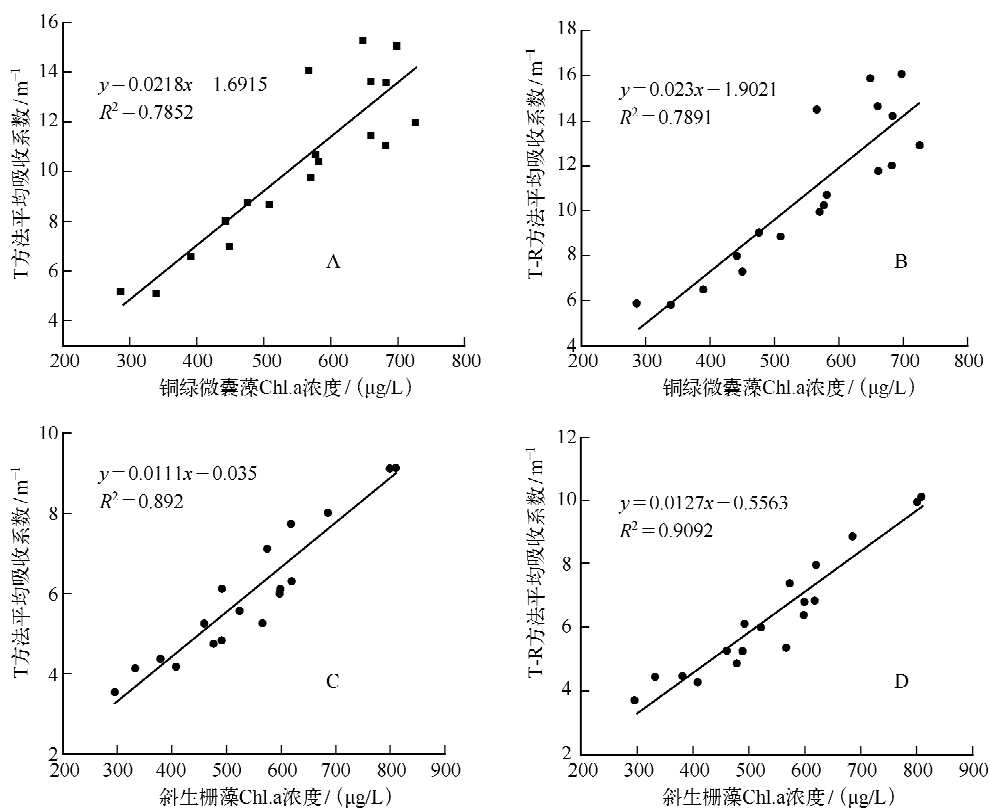 16
14
12
10
8
6
4
200
300
400
500
600
700
800
y−0.0218x 1.6915
R²−0.7852
A
T方法平均吸收系数/m⁻¹
铜绿微囊藻Chl.a浓度/（μg/L）
18
16
14
12
10
8
6
4
200
300
400
500
600
700
800
y−0.023x−1.9021
R²−0.7891
B
T-R方法平均吸收系数/m⁻¹
铜绿微囊藻Chl.a浓度/（μg/L）
10
8
6
4
2
200
300
400
500
600
700
800
900
y−0.0111x−0.035
R²−0.892
C
T方法平均吸收系数/m⁻¹
斜生栅藻Chl.a浓度/（μg/L）
12
10
8
6
4
2
200
300
400
500
600
700
800
900
y=0.0127x−0.5563
R²=0.9092
D
T-R方法平均吸收系数/m⁻¹
斜生栅藻Chl.a浓度/（μg/L）